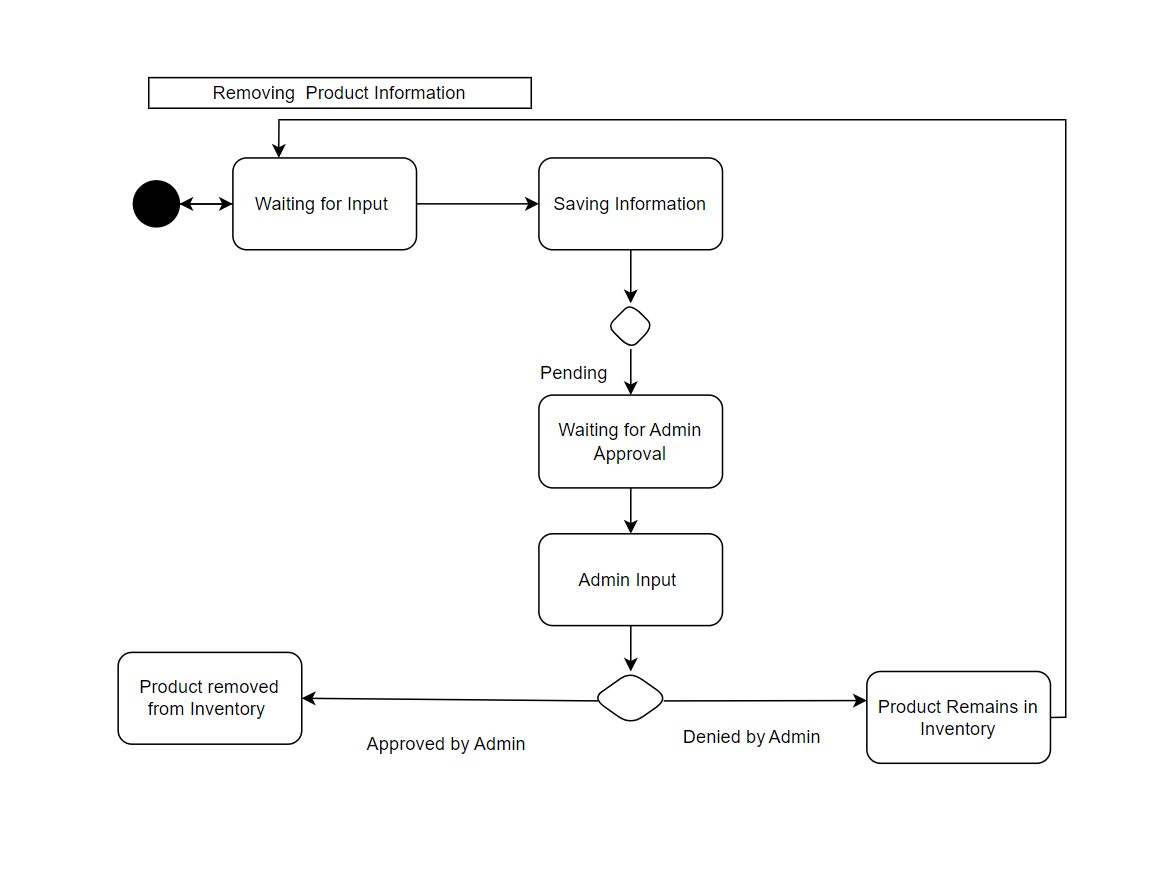 Removing  Product Information
Waiting for Input
Saving Information
Pending
Waiting for Admin
Approval
Admin Input
Product removed
from Inventory
Approved by Admin
Denied by Admin
Product Remains in
Inventory